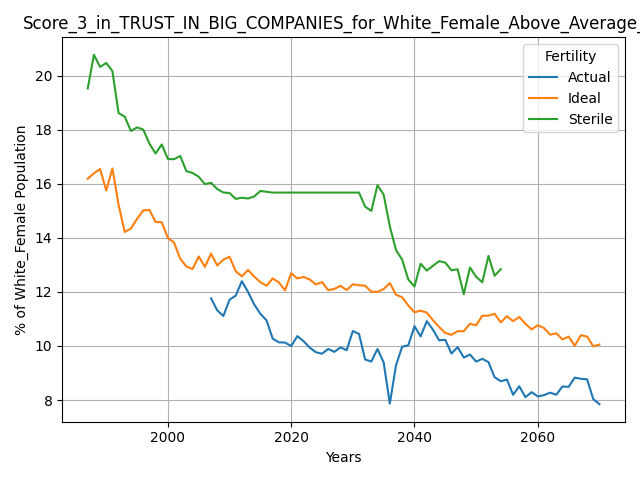 Score_3_in_TRUST_IN_BIG_COMPANIES_for_White_Female_Above_Average_
Fertility
Actual
Ideal
Sterile
% of White_Female Population
20
18
16
14
12
10
8
2000 2020 2040 2060
Years